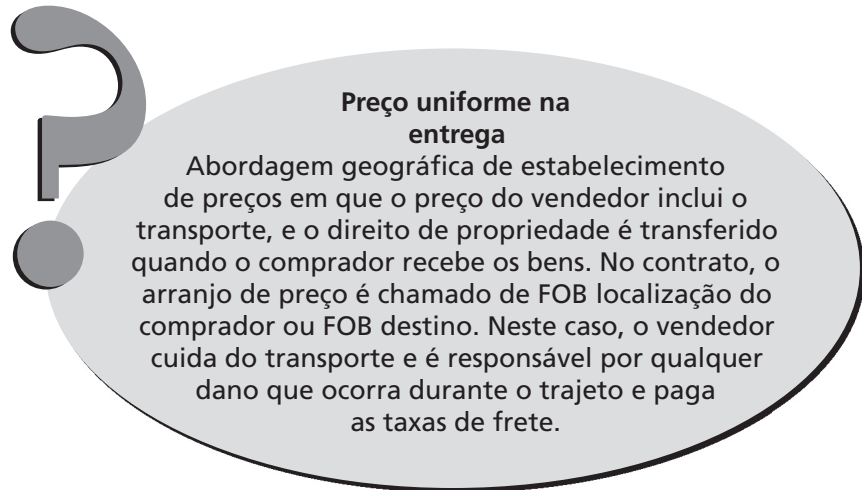 Preço uniforme na
entrega
Abordagem geográfica de estabelecimento
de preços em que o preço do vendedor inclui o
transporte, e o direito de propriedade é transferido
quando o comprador recebe os bens. No contrato, o
arranjo de preço é chamado de FOB localização do
comprador ou FOB destino. Neste caso, o vendedor
cuida do transporte e é responsável por qualquer
dano que ocorra durante o trajeto e paga
as taxas de frete.